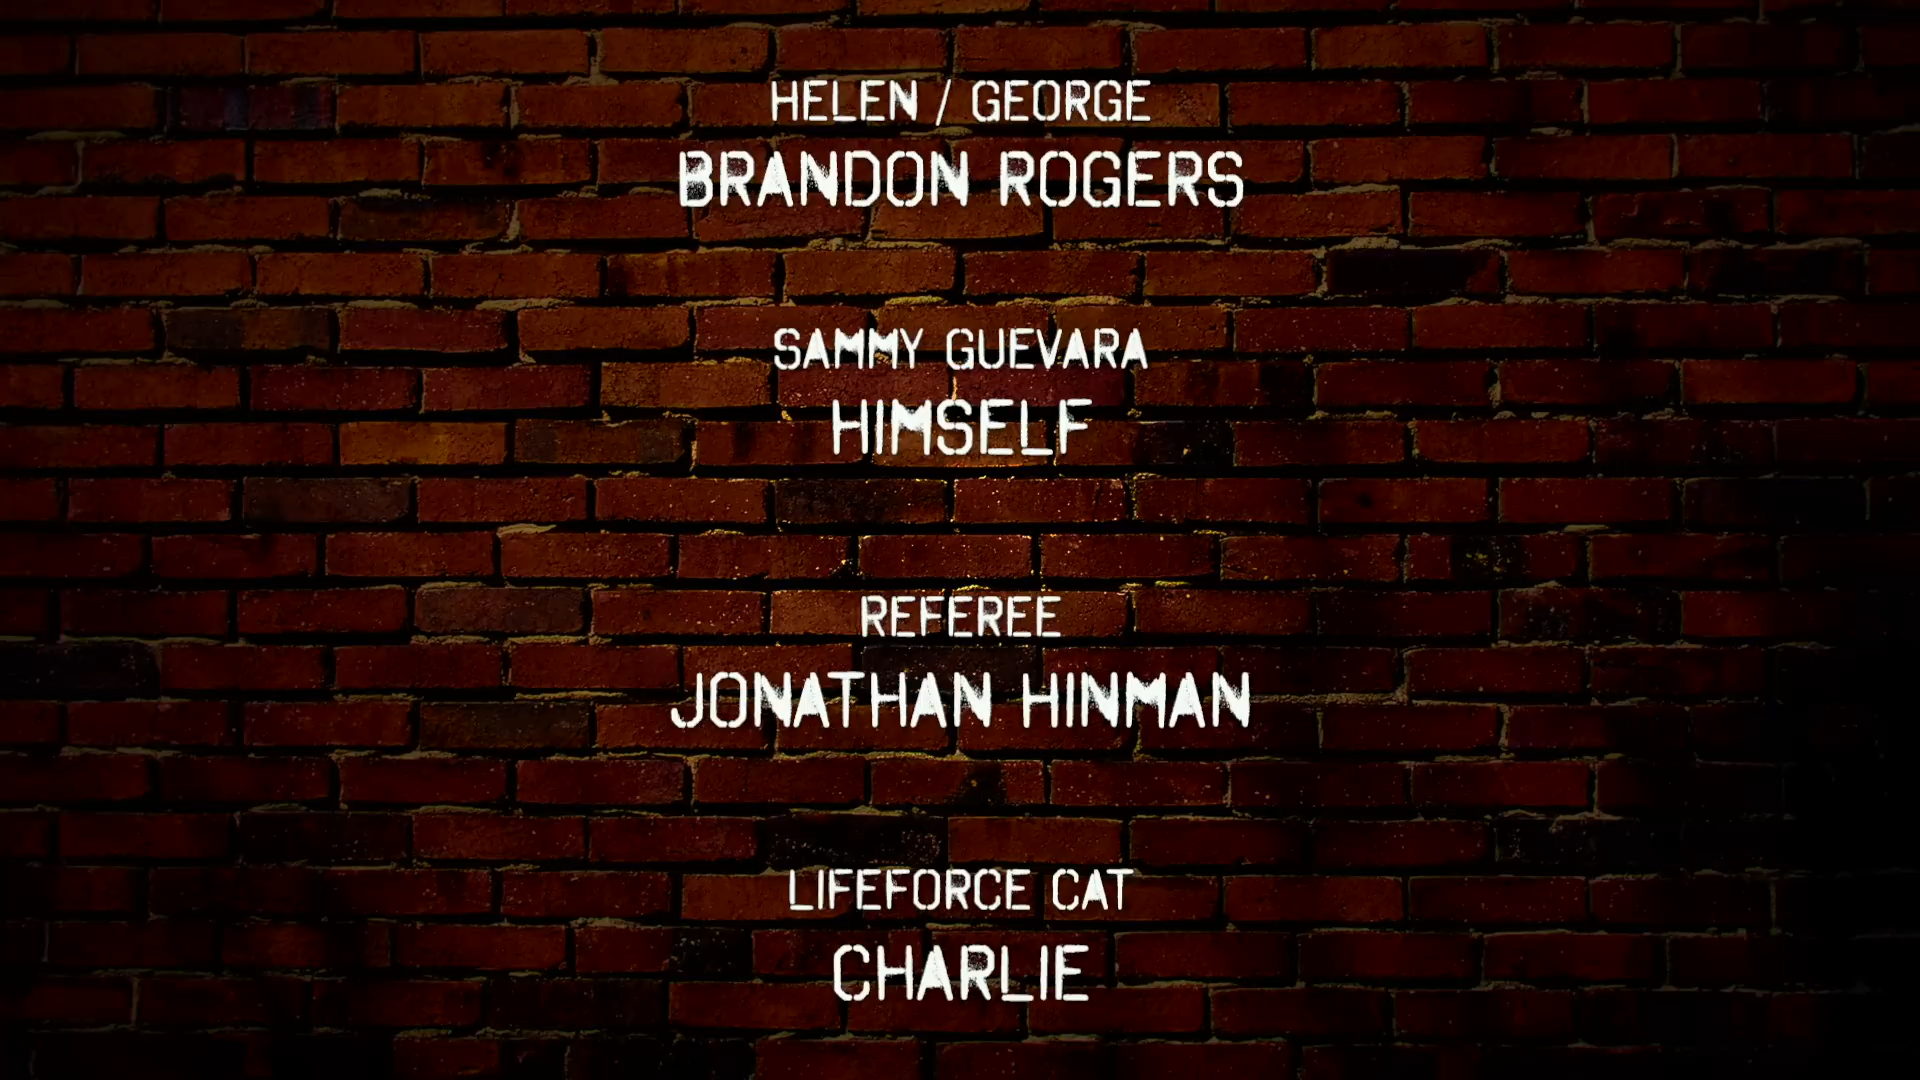 HELEN / GEORGE
BRANDON ROGERS
SAMMY GUEVARA
HIMSELF
REFEREE
JONATHAN HINMAN
LIFEFORCE CAT
CHARLIE